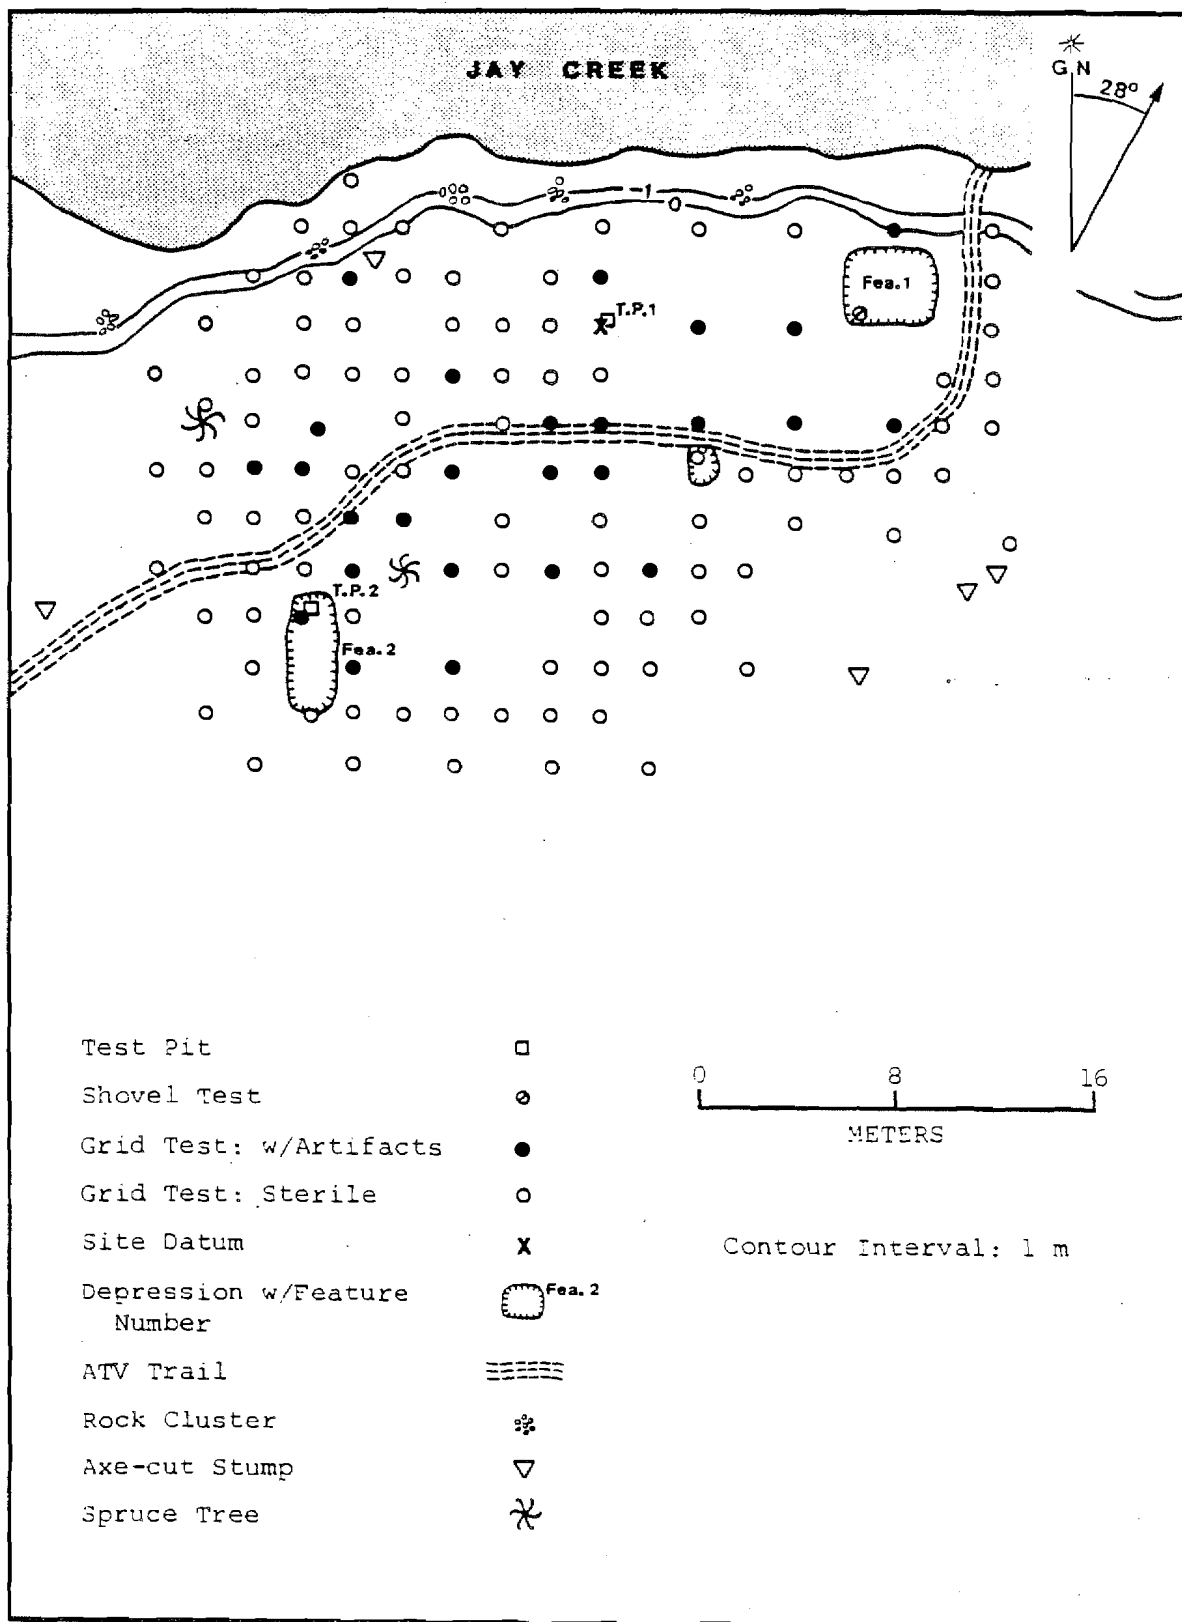 JAY CREEK
GN
28°
-1
0
Fea.1
T.P.1
T.P.2
Fea.2
Test Pit
Shovel Test
Grid Test: w/Artifacts
Grid Test: Sterile
Site Datum
Depression w/Feature
Number
Fea.2
ATV Trail
Rock Cluster
Axe-cut Stump
Spruce Tree
0 8 16
METERS
Contour Interval: 1 m